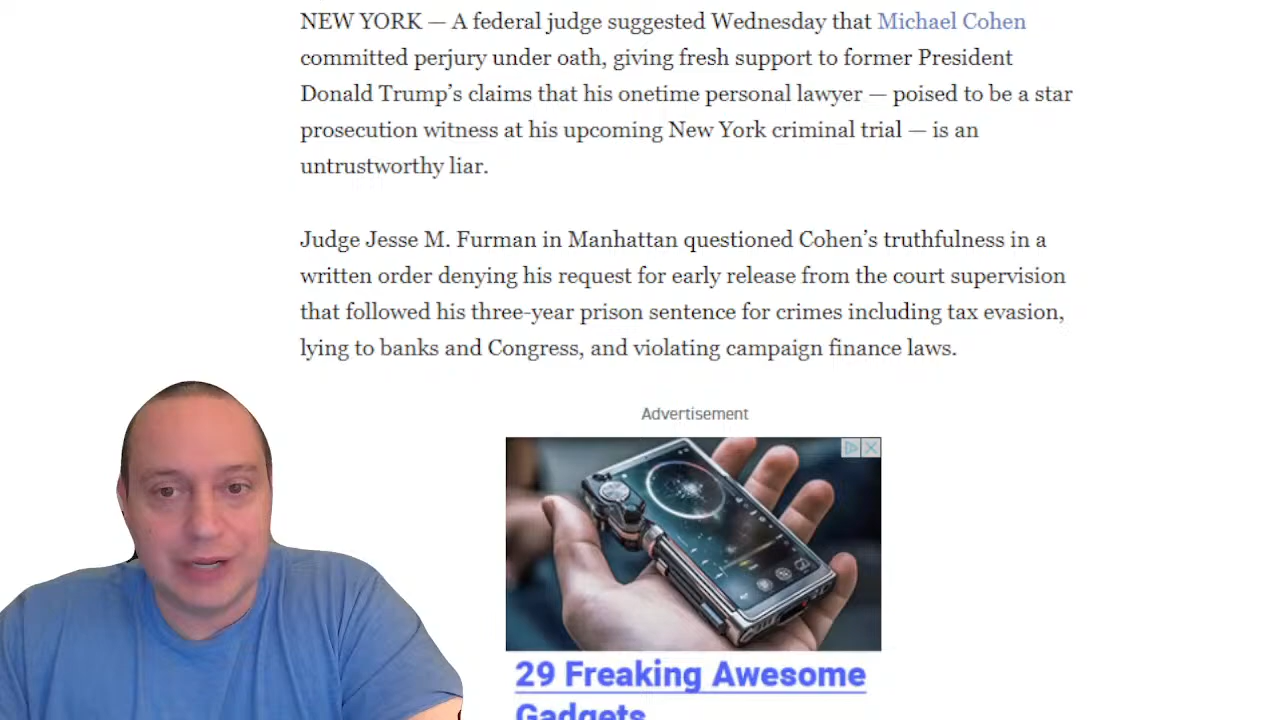 NEW YORK — A federal judge suggested Wednesday that Michael Cohen
committed perjury under oath, giving fresh support to former President
Donald Trump’s claims that his onetime personal lawyer — poised to be a star
prosecution witness at his upcoming New York criminal trial — is an
untrustworthy liar.
Judge Jesse M. Furman in Manhattan questioned Cohen’s truthfulness in a
written order denying his request for early release from the court supervision
that followed his three-year prison sentence for crimes including tax evasion,
lying to banks and Congress, and violating campaign finance laws.
Advertisement
29 Freaking Awesome
Gadgets